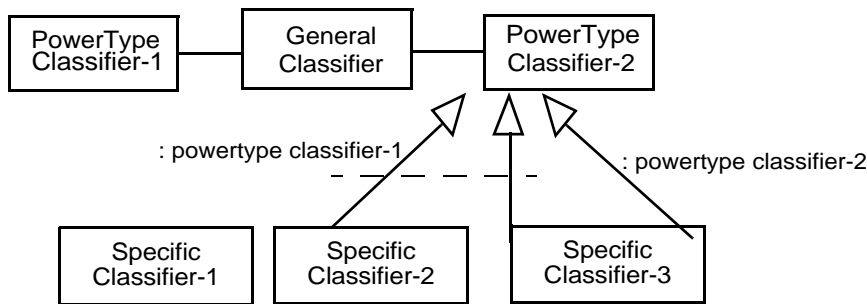 PowerType
Classifier-1
General
Classifier
PowerType
Classifier-2
: powertype classifier-1
: powertype classifier-2
Specific
Classifier-1
Specific
Classifier-2
Specific
Classifier-3